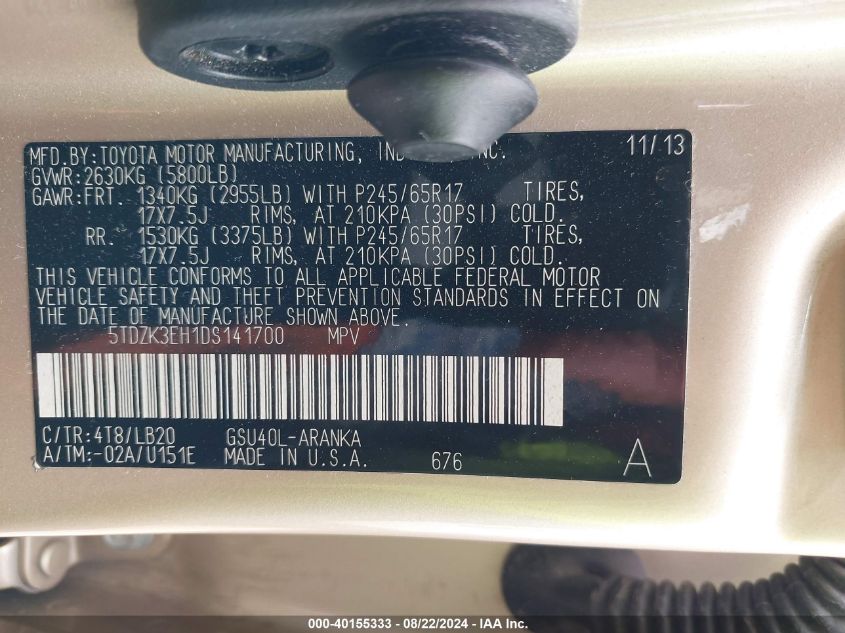 MFD.BY:TOYOTA MOTOR MANUFACTURING, INC. 11/13
GVWR:2630KG (5800LB)
GAWR:FRT. 1340KG (2955LB) WITH P245/65R17 TIRES,
17X7.5J RIMS, AT 210KPA (30PSI) COLD.
RR. 1530KG (3375LB) WITH P245/65R17 TIRES,
17X7.5J RIMS, AT 210KPA (30PSI) COLD.
THIS VEHICLE CONFORMS TO ALL APPLICABLE FEDERAL MOTOR
VEHICLE SAFETY AND THEFT PREVENTION STANDARDS IN EFFECT ON
THE DATE OF MANUFACTURE SHOWN ABOVE.
5TDZK3EH1DS141700 MPV
C/TR:4T8/LB20 GSU40L-ARANKA
A/TM:-02A/U151E MADE IN U.S.A. 676 A
000-40155333 - 08/22/2024 - IAA Inc.